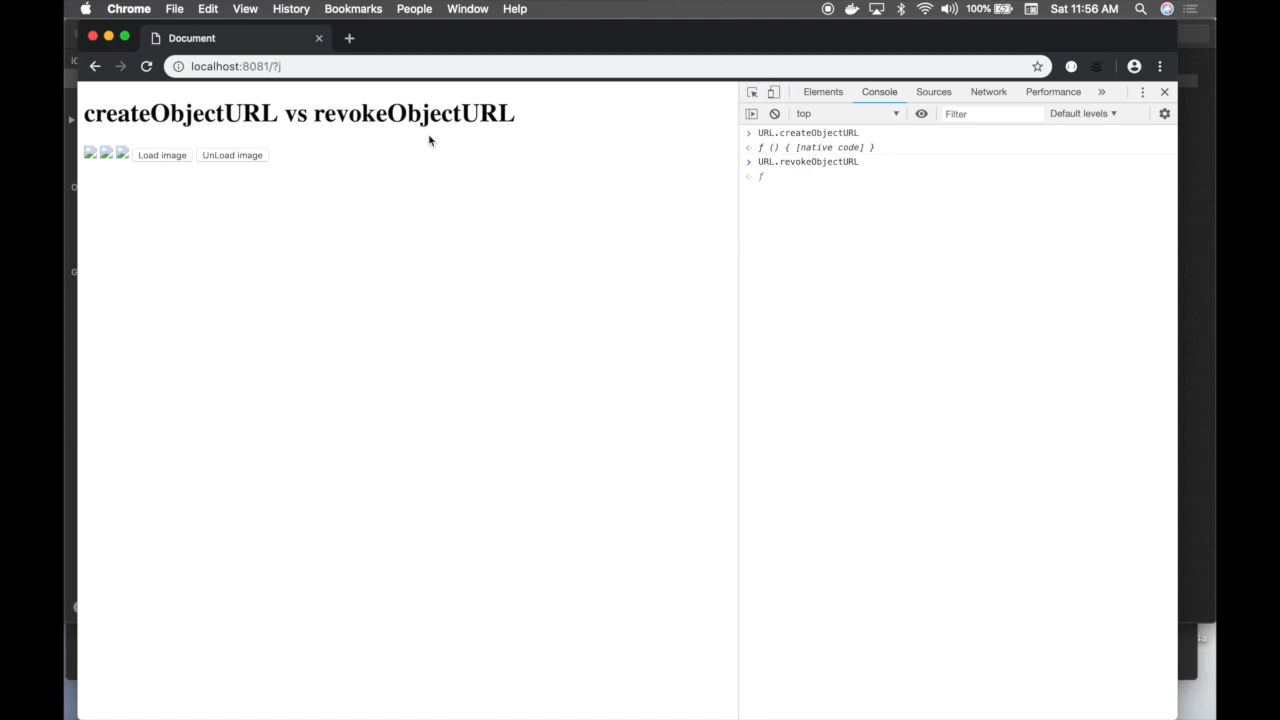 Chrome File Edit View History Bookmarks People Window Help 100% Sat 11:56 AM
Document
localhost:8081/?j
createObjectURL vs revokeObjectURL
Load image UnLoad image
Elements Console Sources Network Performance »
top Filter Default levels
> URL.createObjectURL
ƒ () { [native code] }
> URL.revokeObjectURL
ƒ